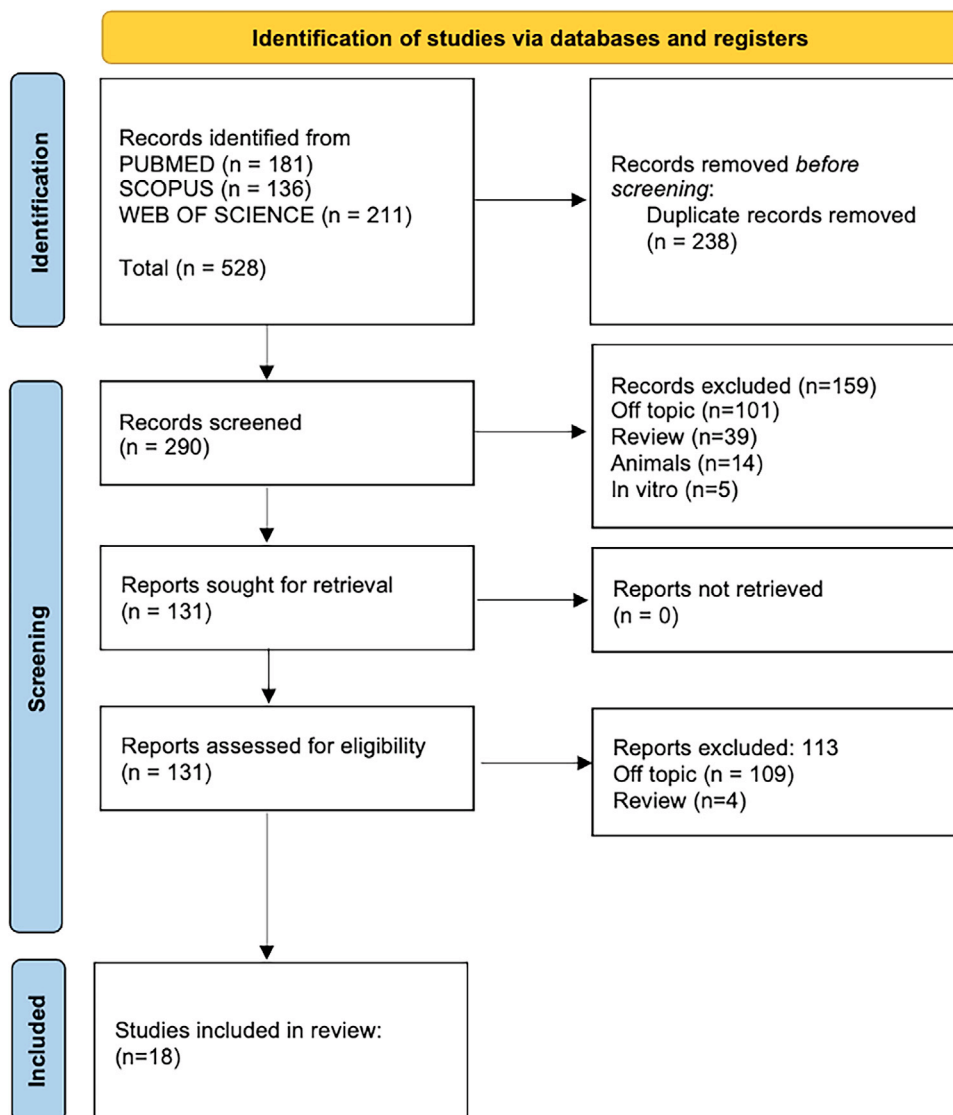 Identification of studies via databases and registers
Identification
Records identified from
PUBMED (n = 181)
SCOPUS (n = 136)
WEB OF SCIENCE (n = 211)
Total (n = 528)
Records removed before
screening:
Duplicate records removed
(n = 238)
Screening
Records screened
(n = 290)
Records excluded (n=159)
Off topic (n=101)
Review (n=39)
Animals (n=14)
In vitro (n=5)
Reports sought for retrieval
(n = 131)
Reports not retrieved
(n = 0)
Reports assessed for eligibility
(n = 131)
Reports excluded: 113
Off topic (n = 109)
Review (n=4)
Included
Studies included in review:
(n=18)